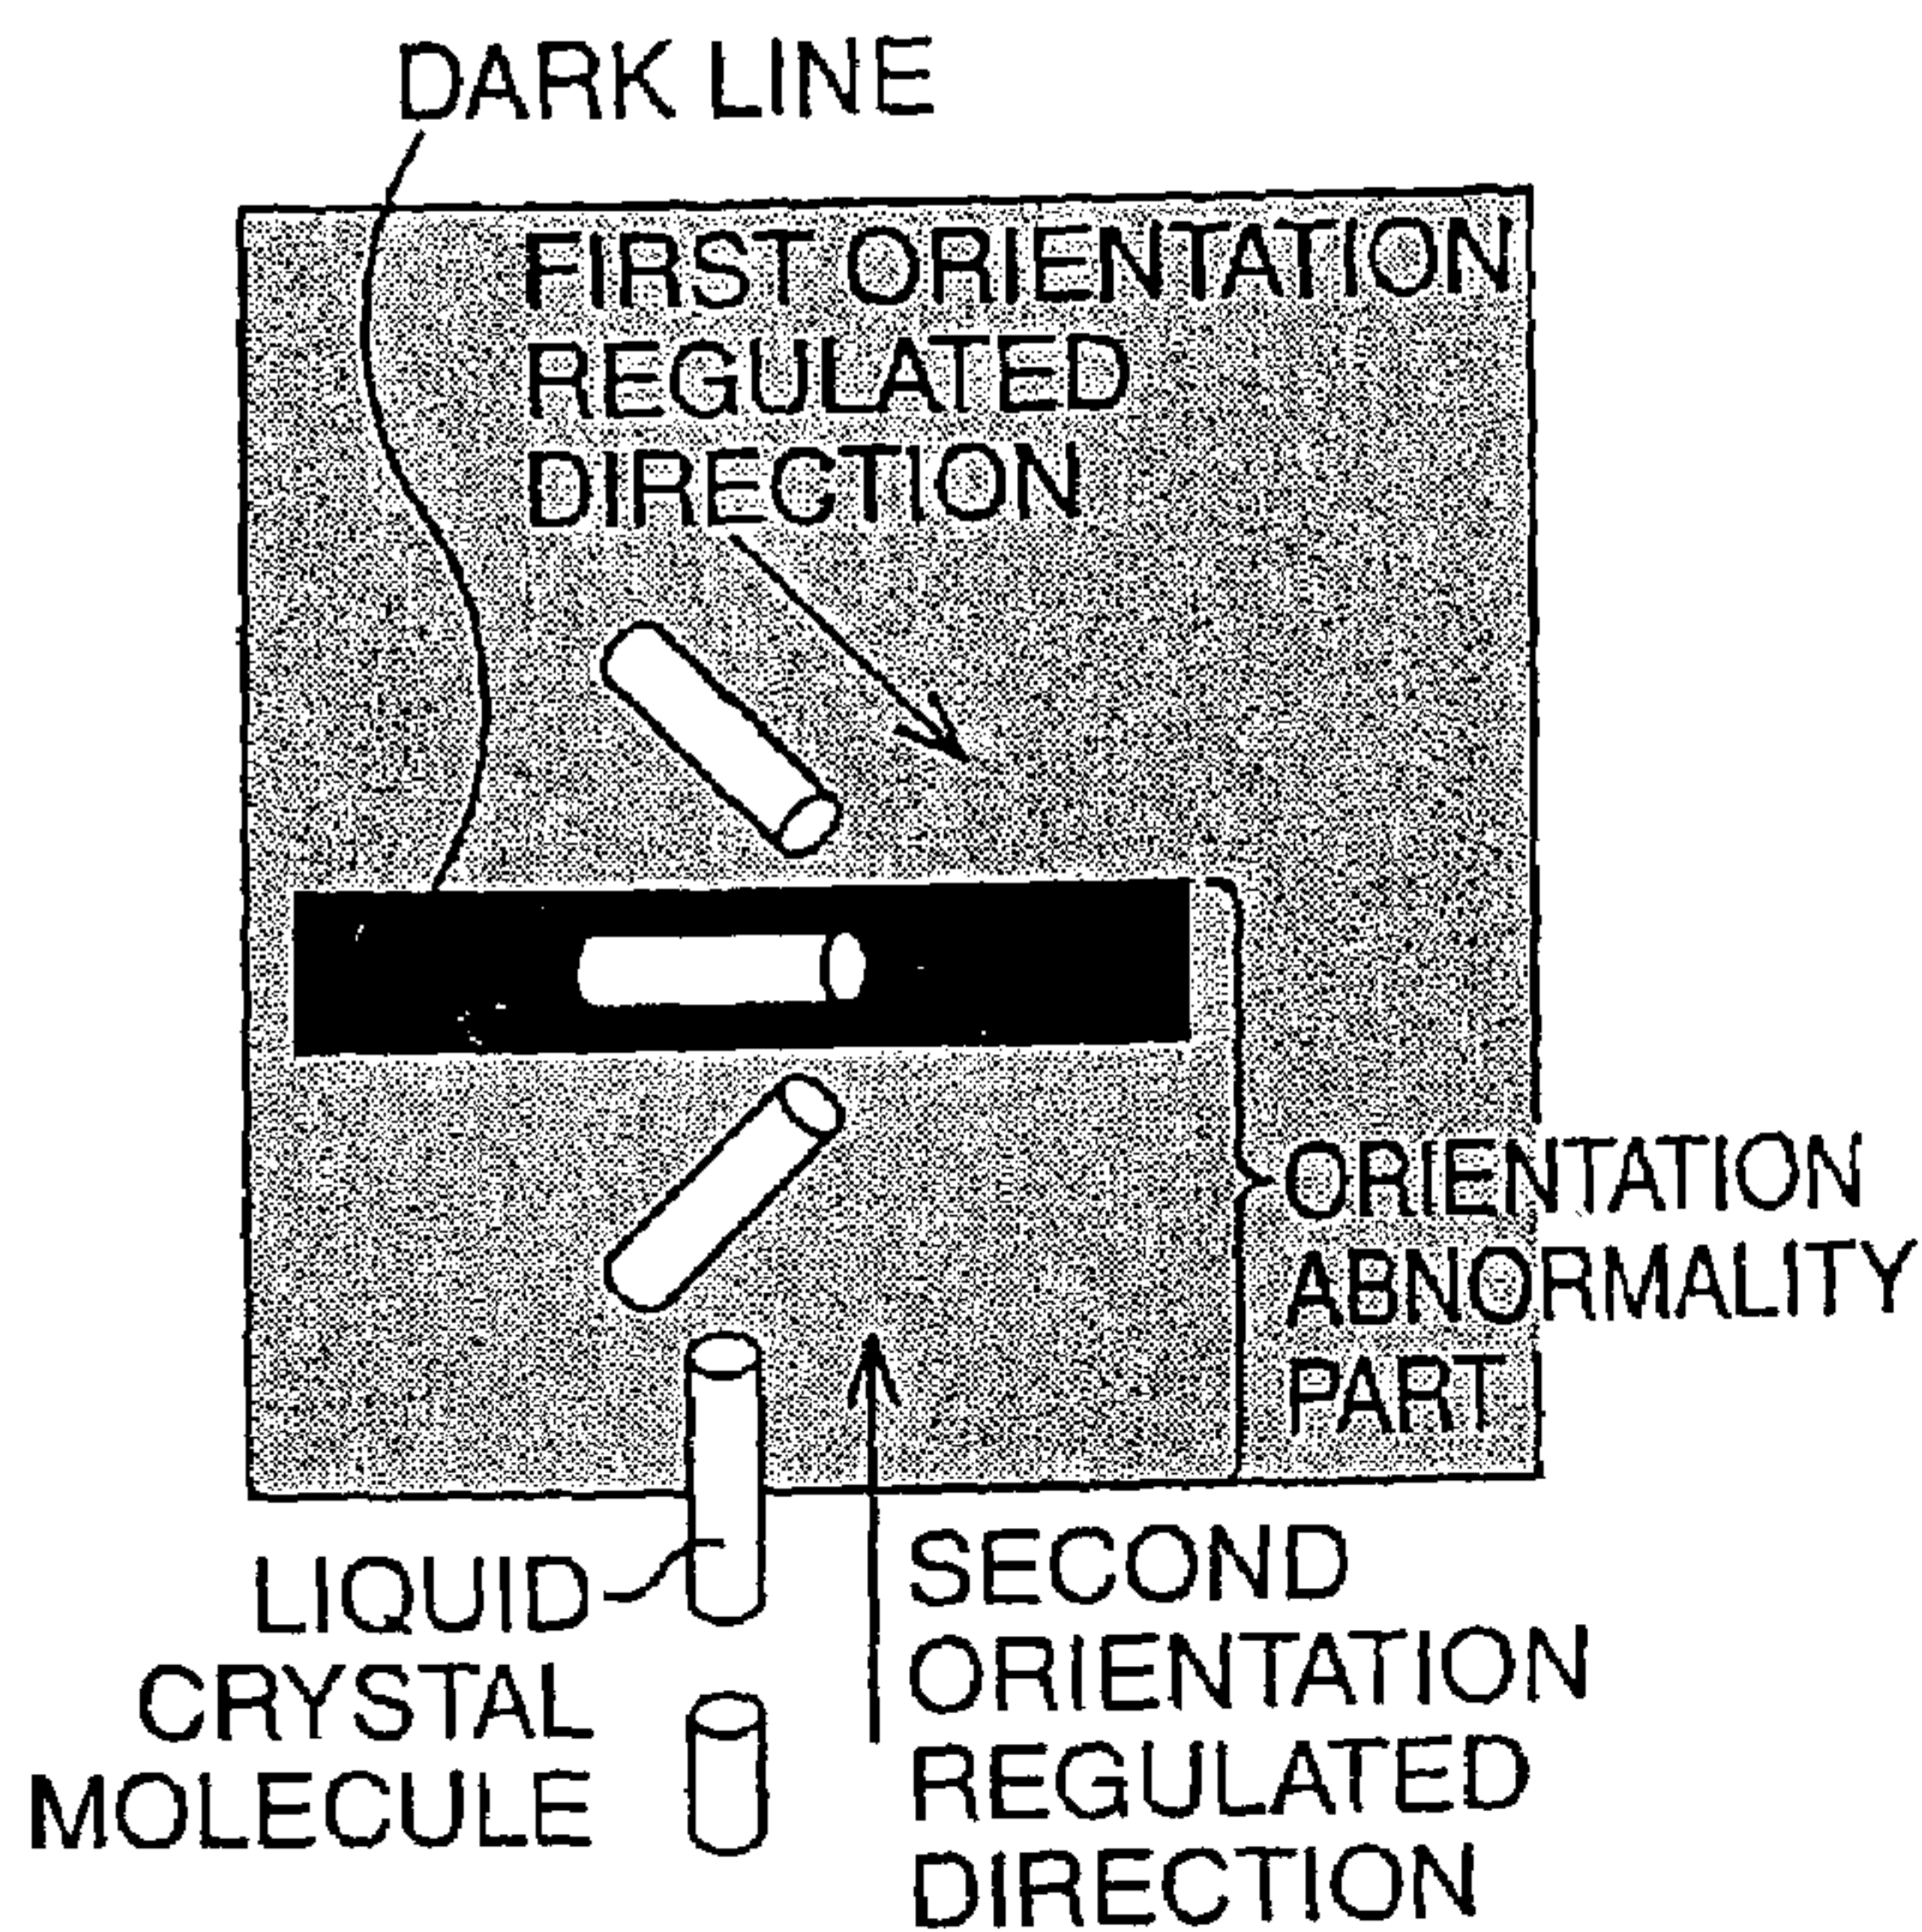 DARK LINE
FIRST ORIENTATION
REGULATED
DIRECTION
ORIENTATION
ABNORMALITY
PART
LIQUID
CRYSTAL
MOLECULE
SECOND
ORIENTATION
REGULATED
DIRECTION